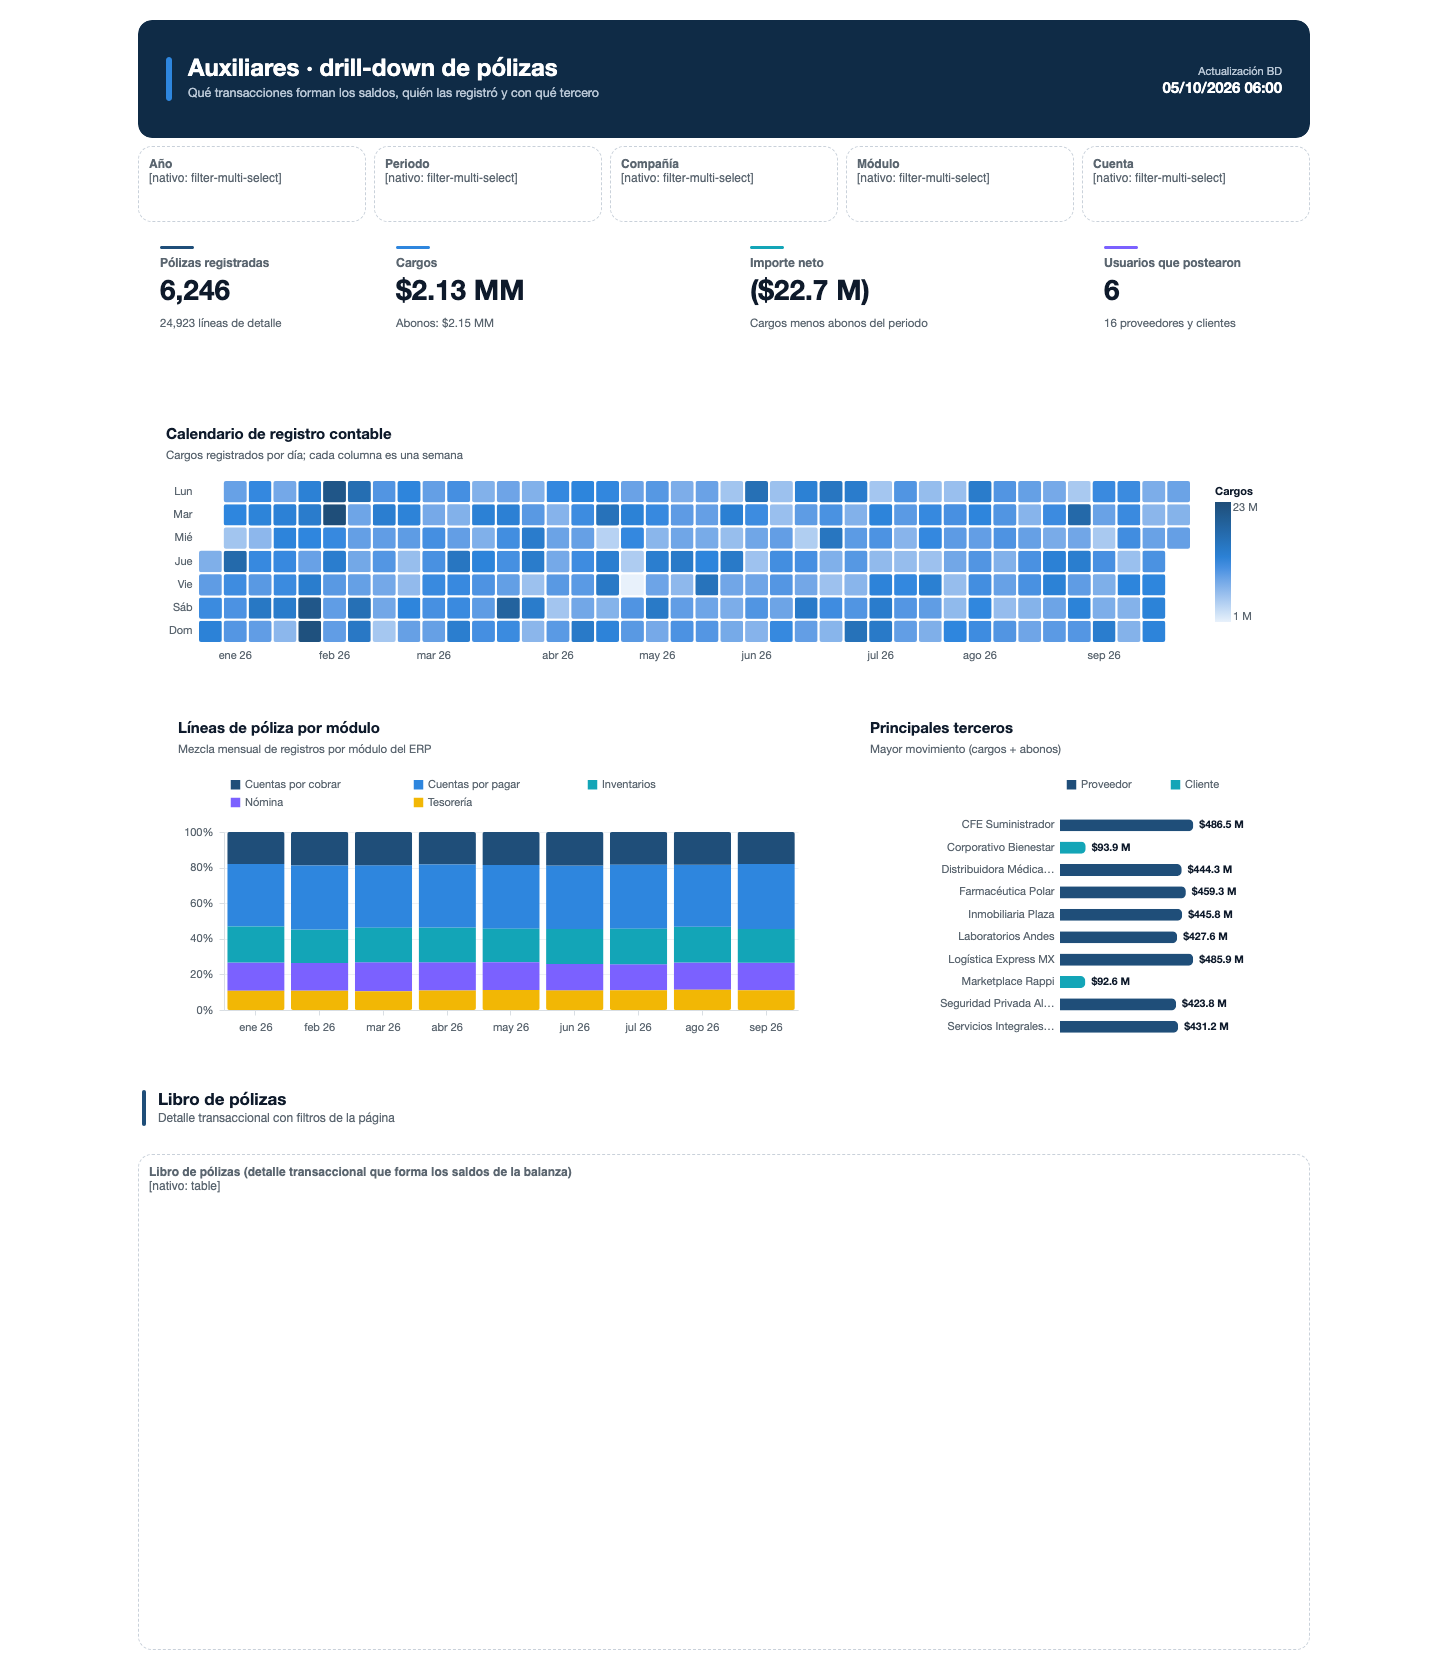 Auxiliares · drill-down de pólizas
Qué transacciones forman los saldos, quién las registró y con qué tercero
Actualización BD
05/10/2026 06:00
Año
[nativo: filter-multi-select]
Periodo
[nativo: filter-multi-select]
Compañía
[nativo: filter-multi-select]
Módulo
[nativo: filter-multi-select]
Cuenta
[nativo: filter-multi-select]
Pólizas registradas
6,246
24,923 líneas de detalle
Cargos
$2.13 MM
Abonos: $2.15 MM
Importe neto
($22.7 M)
Cargos menos abonos del periodo
Usuarios que postearon
6
16 proveedores y clientes
Calendario de registro contable
Cargos registrados por día; cada columna es una semana
Lun
Mar
Mié
Jue
Vie
Sáb
Dom
ene 26 feb 26 mar 26 abr 26 may 26 jun 26 jul 26 ago 26 sep 26
Cargos
23 M
1 M
Líneas de póliza por módulo
Mezcla mensual de registros por módulo del ERP
Cuentas por cobrar Cuentas por pagar Inventarios
Nómina Tesorería
100%
80%
60%
40%
20%
0%
ene 26 feb 26 mar 26 abr 26 may 26 jun 26 jul 26 ago 26 sep 26
Principales terceros
Mayor movimiento (cargos + abonos)
Proveedor Cliente
CFE Suministrador $486.5 M
Corporativo Bienestar $93.9 M
Distribuidora Médica… $444.3 M
Farmacéutica Polar $459.3 M
Inmobiliaria Plaza $445.8 M
Laboratorios Andes $427.6 M
Logística Express MX $485.9 M
Marketplace Rappi $92.6 M
Seguridad Privada Al… $423.8 M
Servicios Integrales… $431.2 M
Libro de pólizas
Detalle transaccional con filtros de la página
Libro de pólizas (detalle transaccional que forma los saldos de la balanza)
[nativo: table]